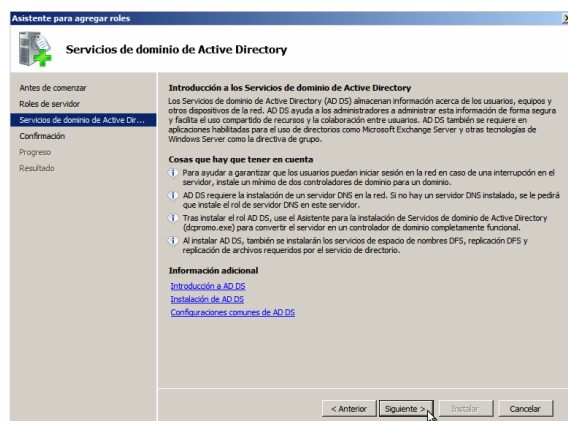 Asistente para agregar roles
Servicios de dominio de Active Directory
Antes de comenzar
Roles de servidor
Servicios de dominio de Active Dir...
Confirmación
Progreso
Resultado
Introducción a los Servicios de dominio de Active Directory
Los Servicios de dominio de Active Directory (AD DS) almacenan información acerca de los usuarios, equipos y
otros dispositivos de la red. AD DS ayuda a los administradores a administrar esta información de forma segura
y facilita el uso compartido de recursos y la colaboración entre usuarios. AD DS también se requiere en
aplicaciones habilitadas para el uso de directorios como Microsoft Exchange Server y otras tecnologías de
Windows Server como la directiva de grupo.
Cosas que hay que tener en cuenta
Para ayudar a garantizar que los usuarios puedan iniciar sesión en la red en caso de una interrupción en el
servidor, instale un mínimo de dos controladores de dominio para un dominio.
AD DS requiere la instalación de un servidor DNS en la red. Si no hay un servidor DNS instalado, se le pedirá
que instale el rol de servidor DNS en este servidor.
Tras instalar el rol AD DS, use el Asistente para la instalación de Servicios de dominio de Active Directory
(dcpromo.exe) para convertir el servidor en un controlador de dominio completamente funcional.
Al instalar AD DS, también se instalarán los servicios de espacio de nombres DFS, replicación DFS y
replicación de archivos requeridos por el servicio de directorio.
Información adicional
Introducción a AD DS
Instalación de AD DS
Configuraciones comunes de AD DS
< Anterior Siguiente > Instalar Cancelar